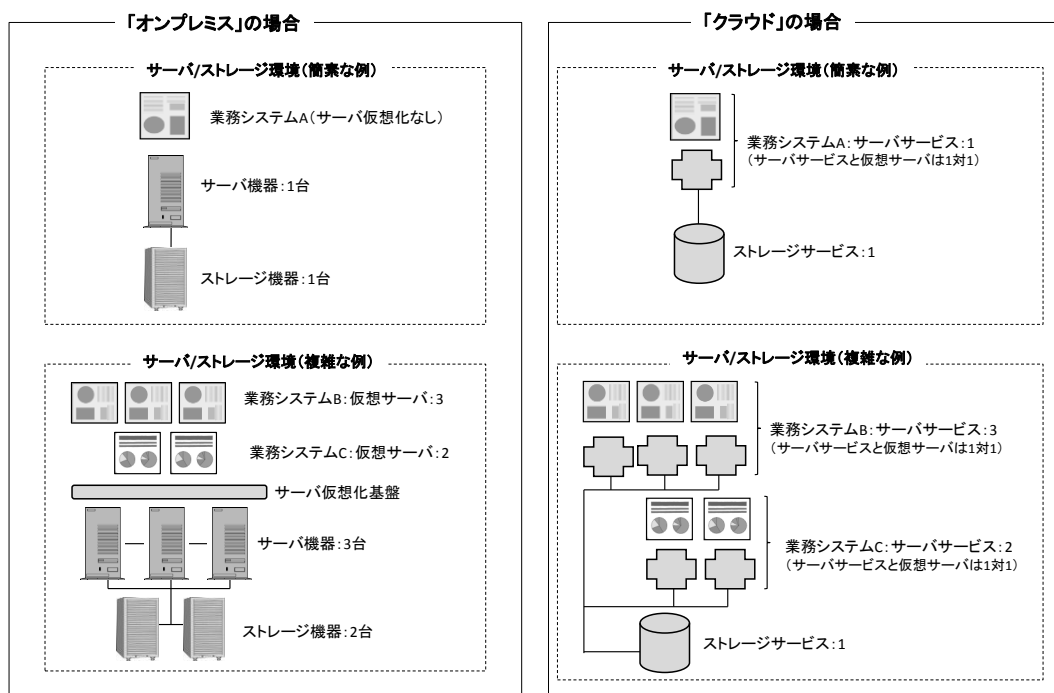 「オンプレミス」の場合
サーバ/ストレージ環境(簡素な例)
業務システムA(サーバ仮想化なし)
サーバ機器:1台
ストレージ機器:1台
サーバ/ストレージ環境(複雑な例)
業務システムB:仮想サーバ:3
業務システムC:仮想サーバ:2
サーバ仮想化基盤
サーバ機器:3台
ストレージ機器:2台
「クラウド」の場合
サーバ/ストレージ環境(簡素な例)
業務システムA:サーバサービス:1
(サーバサービスと仮想サーバは1対1)
ストレージサービス:1
サーバ/ストレージ環境(複雑な例)
業務システムB:サーバサービス:3
(サーバサービスと仮想サーバは1対1)
業務システムC:サーバサービス:2
(サーバサービスと仮想サーバは1対1)
ストレージサービス:1